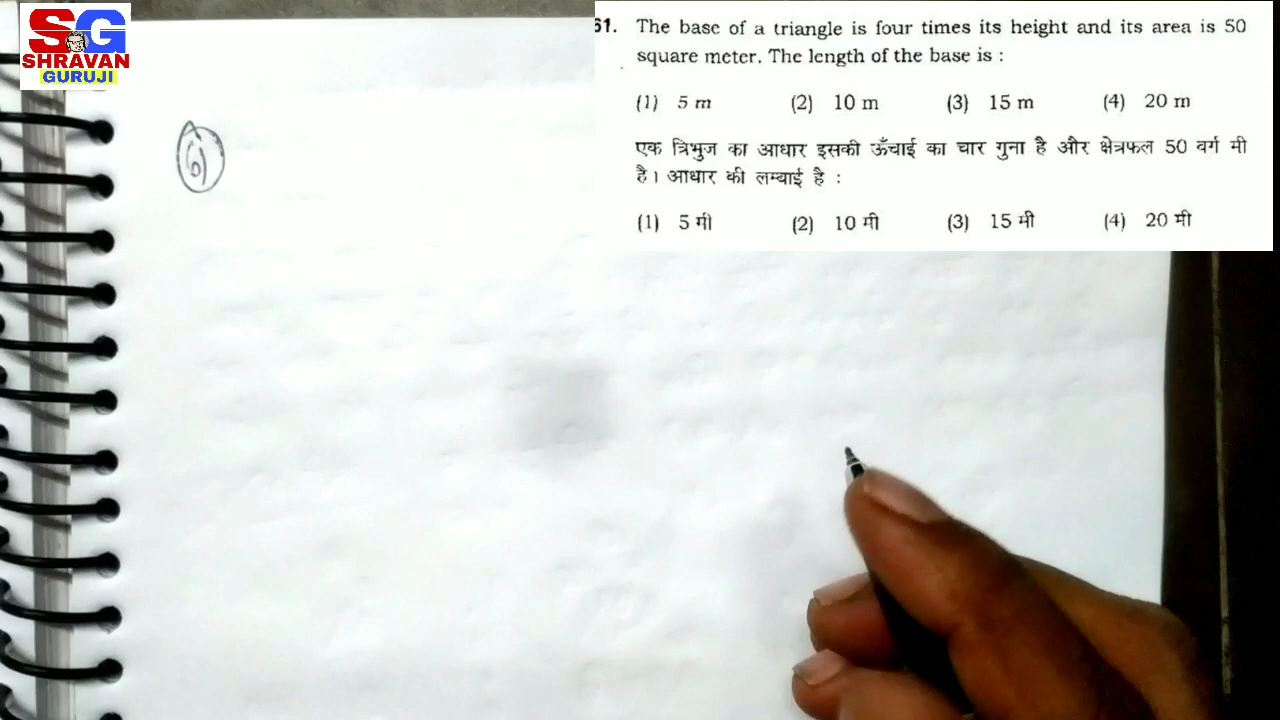 SG
SHRAVAN
GURUJI
61
61. The base of a triangle is four times its height and its area is 50
square meter. The length of the base is :
(1) 5 m (2) 10 m (3) 15 m (4) 20 m
एक त्रिभुज का आधार इसकी ऊँचाई का चार गुना है और क्षेत्रफल 50 वर्ग मी
है। आधार की लम्बाई है :
(1) 5 मी (2) 10 मी (3) 15 मी (4) 20 मी